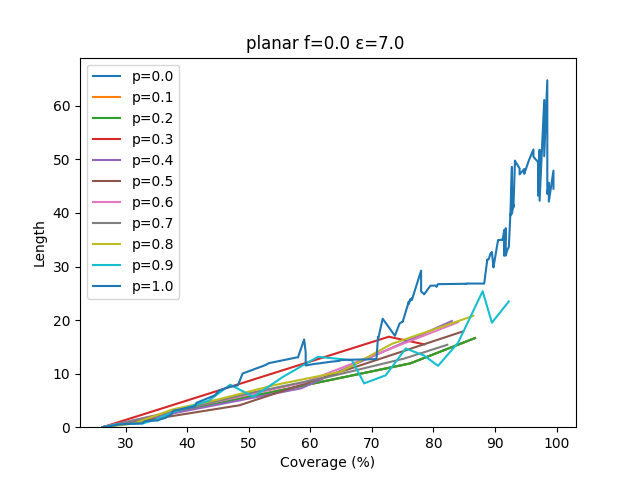 planar f=0.0 ε=7.0
p=0.0
p=0.1
p=0.2
p=0.3
p=0.4
p=0.5
p=0.6
p=0.7
p=0.8
p=0.9
p=1.0
60
50
40
30
20
10
0
Length
30 40 50 60 70 80 90 100
Coverage (%)